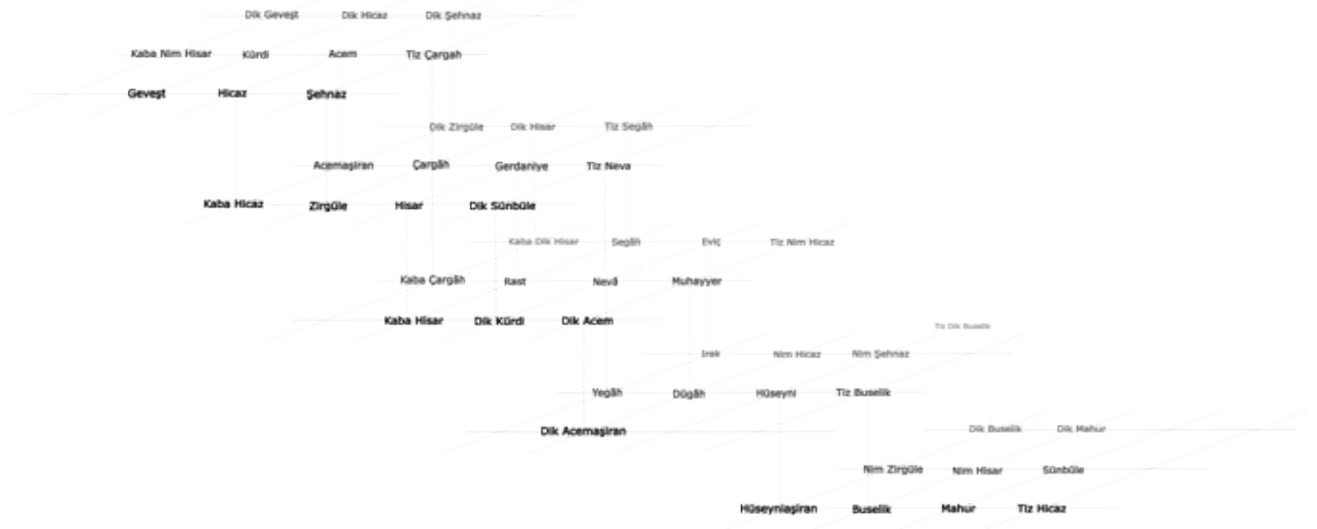 Dik Geveşt Dik Hicaz Dik Şehnaz
Kaba Nim Hisar Kürdi Acem Tiz Çargah
Geveşt Hicaz Şehnaz
Dik Zirgüle Dik Hisar Tiz Segâh
Acemaşiran Çargâh Gerdaniye Tiz Neva
Kaba Hicaz Zirgüle Hisar Dik Sünbüle
Kaba Dik Hisar Segâh Eviç Tiz Nim Hicaz
Kaba Çargâh Rast Nevâ Muhayyer
Kaba Hisar Dik Kürdi Dik Acem
Tiz Dik Buselik
Irak Nim Hicaz Nim Şehnaz
Yegâh Dügâh Hüseyni Tiz Buselik
Dik Acemaşiran
Dik Buselik Dik Mahur
Nim Zirgüle Nim Hisar Sünbüle
Hüseyniaşiran Buselik Mahur Tiz Hicaz